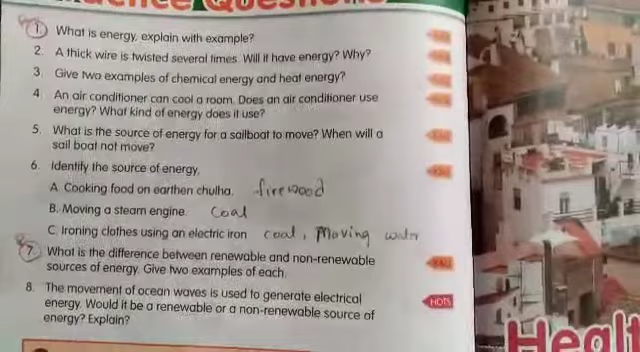 Questions
1. What is energy, explain with example?
2. A thick wire is twisted several times. Will it have energy? Why?
3. Give two examples of chemical energy and heat energy?
4. An air conditioner can cool a room. Does an air conditioner use
energy? What kind of energy does it use?
5. What is the source of energy for a sailboat to move? When will a
sail boat not move?
6. Identify the source of energy.
A. Cooking food on earthen chulha. firewood
B. Moving a steam engine Coal
C. Ironing clothes using an electric iron coal, Moving water
7. What is the difference between renewable and non-renewable
sources of energy. Give two examples of each.
8. The movement of ocean waves is used to generate electrical
energy. Would it be a renewable or a non-renewable source of
energy? Explain?
HOTS